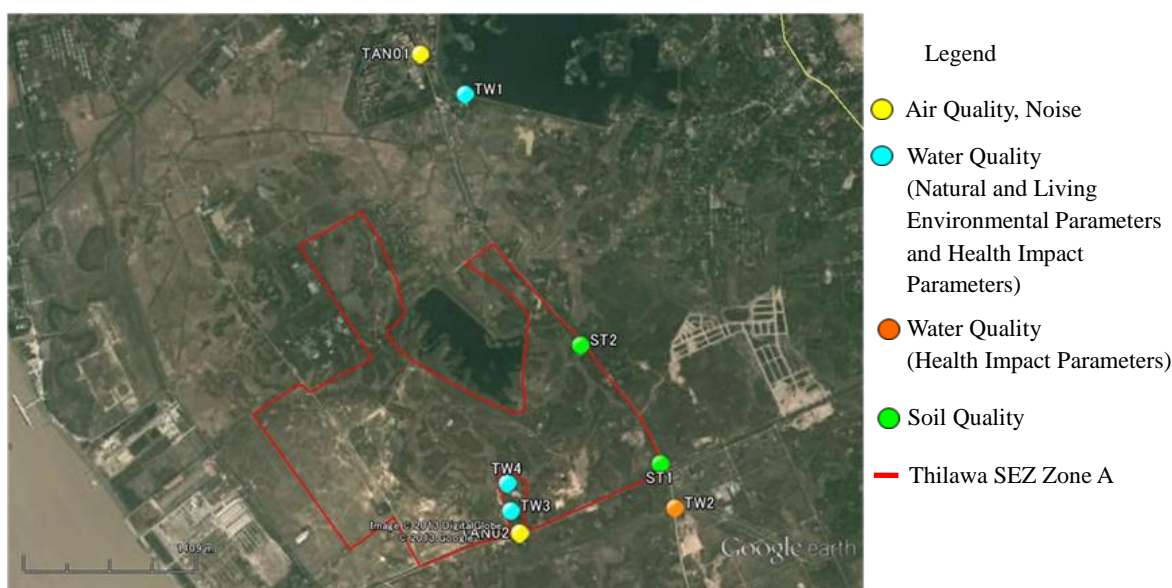 TAN01
TW1
ST2
ST1
TW4
TW3
TW2
TAN02
Image © 2013 DigitalGlobe
© 2013 Google
Google earth
Legend
Air Quality, Noise
Water Quality
(Natural and Living
Environmental Parameters
and Health Impact
Parameters)
Water Quality
(Health Impact Parameters)
Soil Quality
Thilawa SEZ Zone A